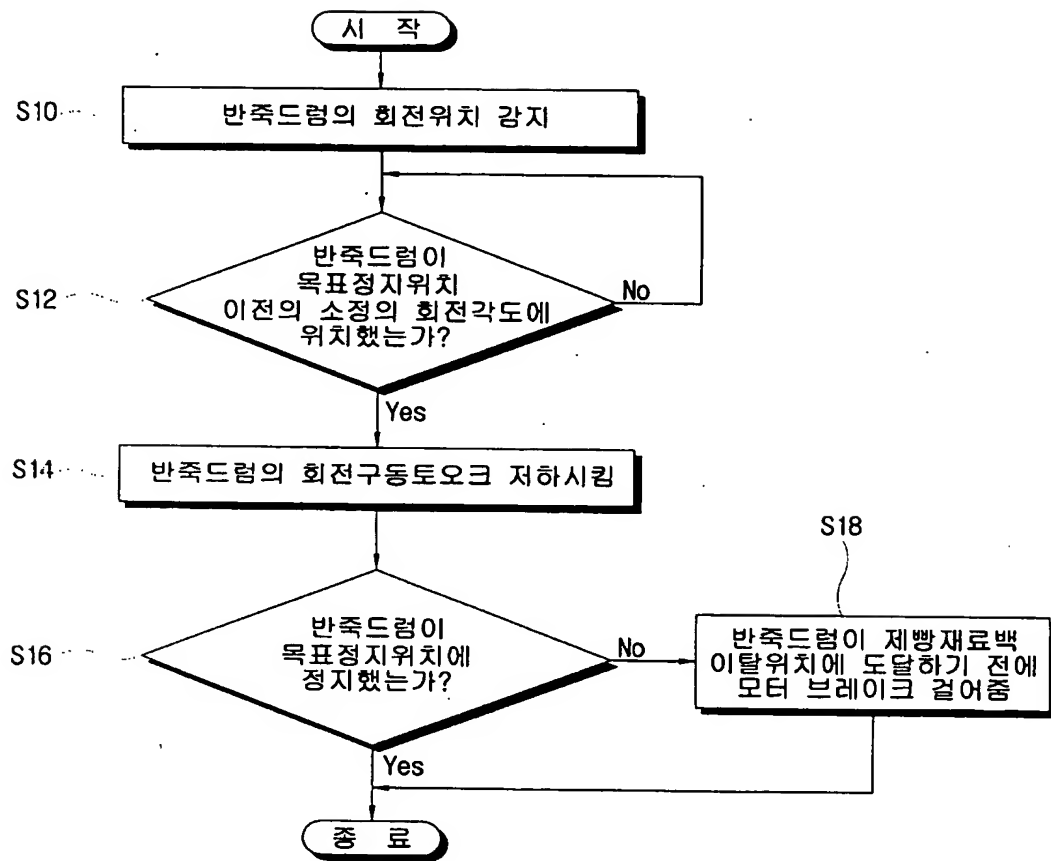 시 작
S10
반죽드럼의 회전위치 감지
반죽드럼이
목표정지위치
이전의 소정의 회전각도에
위치했는가?
S12
No
Yes
S14
반죽드럼의 회전구동토오크 저하시킴
S18
반죽드럼이
목표정지위치에
정지했는가?
S16
No
반죽드럼이 제빵재료백
이탈위치에 도달하기 전에
모터 브레이크 걸어줌
Yes
종 료